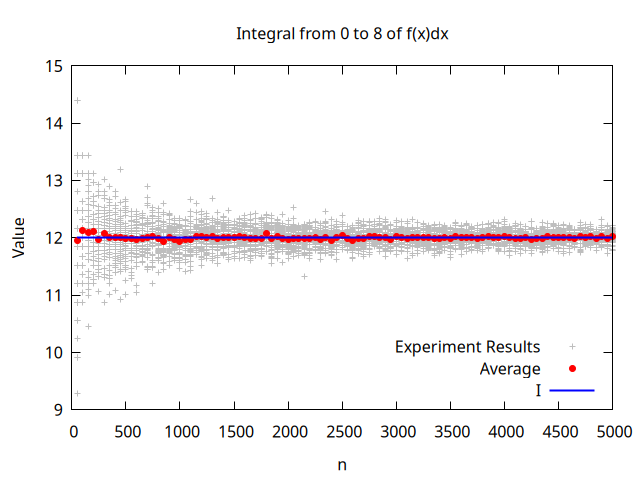 Integral from 0 to 8 of f(x)dx
15
14
13
12
11
10
9
Value
0 500 1000 1500 2000 2500 3000 3500 4000 4500 5000
n
Experiment Results
Average
I